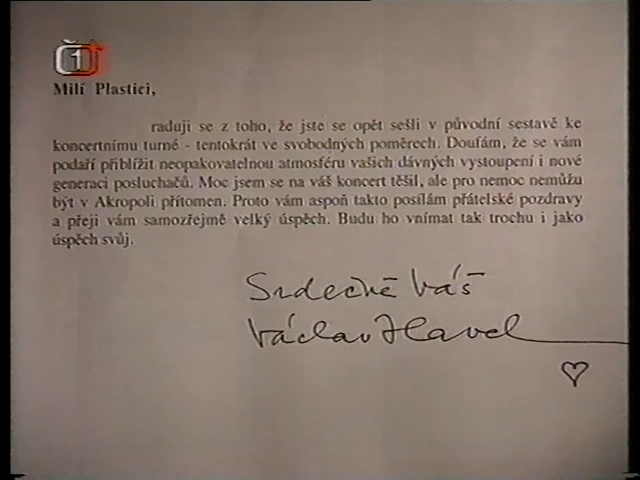 Č1
Milí Plastici,
raduji se z toho, že jste se opět sešli v původní sestavě ke
koncertnímu turné - tentokrát ve svobodných poměrech. Doufám, že se vám
podaří přiblížit neopakovatelnou atmosféru vašich dávných vystoupení i nové
generaci posluchačů. Moc jsem se na váš koncert těšil, ale pro nemoc nemůžu
být v Akropoli přítomen. Proto vám aspoň takto posílám přátelské pozdravy
a přeji vám samozřejmě velký úspěch. Budu ho vnímat tak trochu i jako
úspěch svůj.
Srdečně Váš
Václav Havel